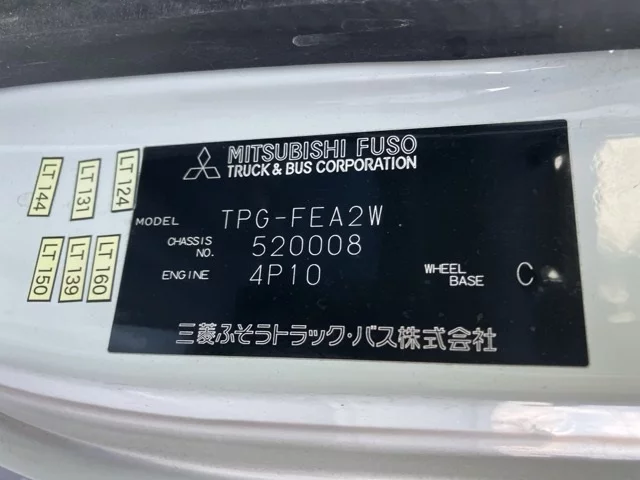 MITSUBISHI FUSO
TRUCK & BUS CORPORATION
MODEL TPG-FEA2W
CHASSIS NO. 520008
ENGINE 4P10 WHEEL BASE C
三菱ふそうトラック・バス株式会社
LT 144
LT 131
LT 124
LT 150
LT 139
LT 160